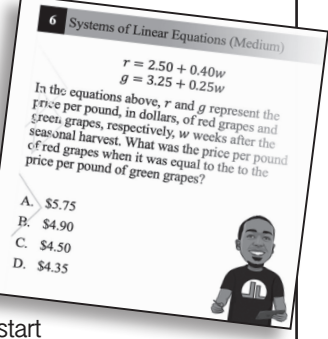 6 Systems of Linear Equations (Medium)
r = 2.50 + 0.40w
g = 3.25 + 0.25w
In the equations above, r and g represent the
price per pound, in dollars, of red grapes and
green grapes, respectively, w weeks after the
seasonal harvest. What was the price per pound
of red grapes when it was equal to the to the
price per pound of green grapes?
A. $5.75
B. $4.90
C. $4.50
D. $4.35
start